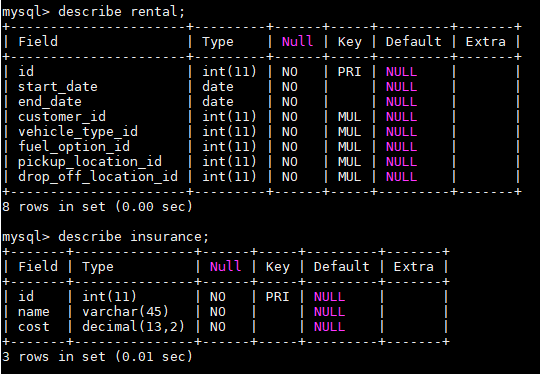 mysql> describe rental;
+----------------------+---------+------+-----+---------+-------+
| Field                | Type    | Null | Key | Default | Extra |
+----------------------+---------+------+-----+---------+-------+
| id                   | int(11) | NO   | PRI | NULL    |       |
| start_date           | date    | NO   |     | NULL    |       |
| end_date             | date    | NO   |     | NULL    |       |
| customer_id          | int(11) | NO   | MUL | NULL    |       |
| vehicle_type_id      | int(11) | NO   | MUL | NULL    |       |
| fuel_option_id       | int(11) | NO   | MUL | NULL    |       |
| pickup_location_id   | int(11) | NO   | MUL | NULL    |       |
| drop_off_location_id | int(11) | NO   | MUL | NULL    |       |
+----------------------+---------+------+-----+---------+-------+
8 rows in set (0.00 sec)

mysql> describe insurance;
+-------+---------------+------+-----+---------+-------+
| Field | Type          | Null | Key | Default | Extra |
+-------+---------------+------+-----+---------+-------+
| id    | int(11)       | NO   | PRI | NULL    |       |
| name  | varchar(45)   | NO   |     | NULL    |       |
| cost  | decimal(13,2) | NO   |     | NULL    |       |
+-------+---------------+------+-----+---------+-------+
3 rows in set (0.01 sec)